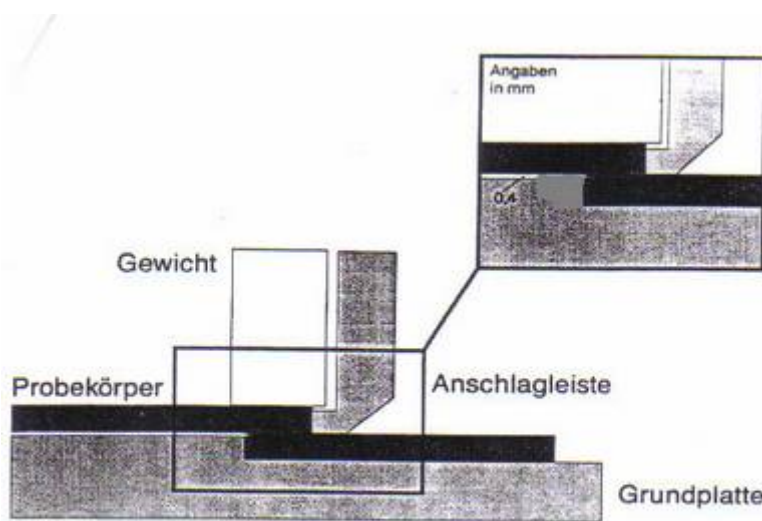 Angaben
in mm
0,4
Gewicht
Probekörper
Anschlagleiste
Grundplatte